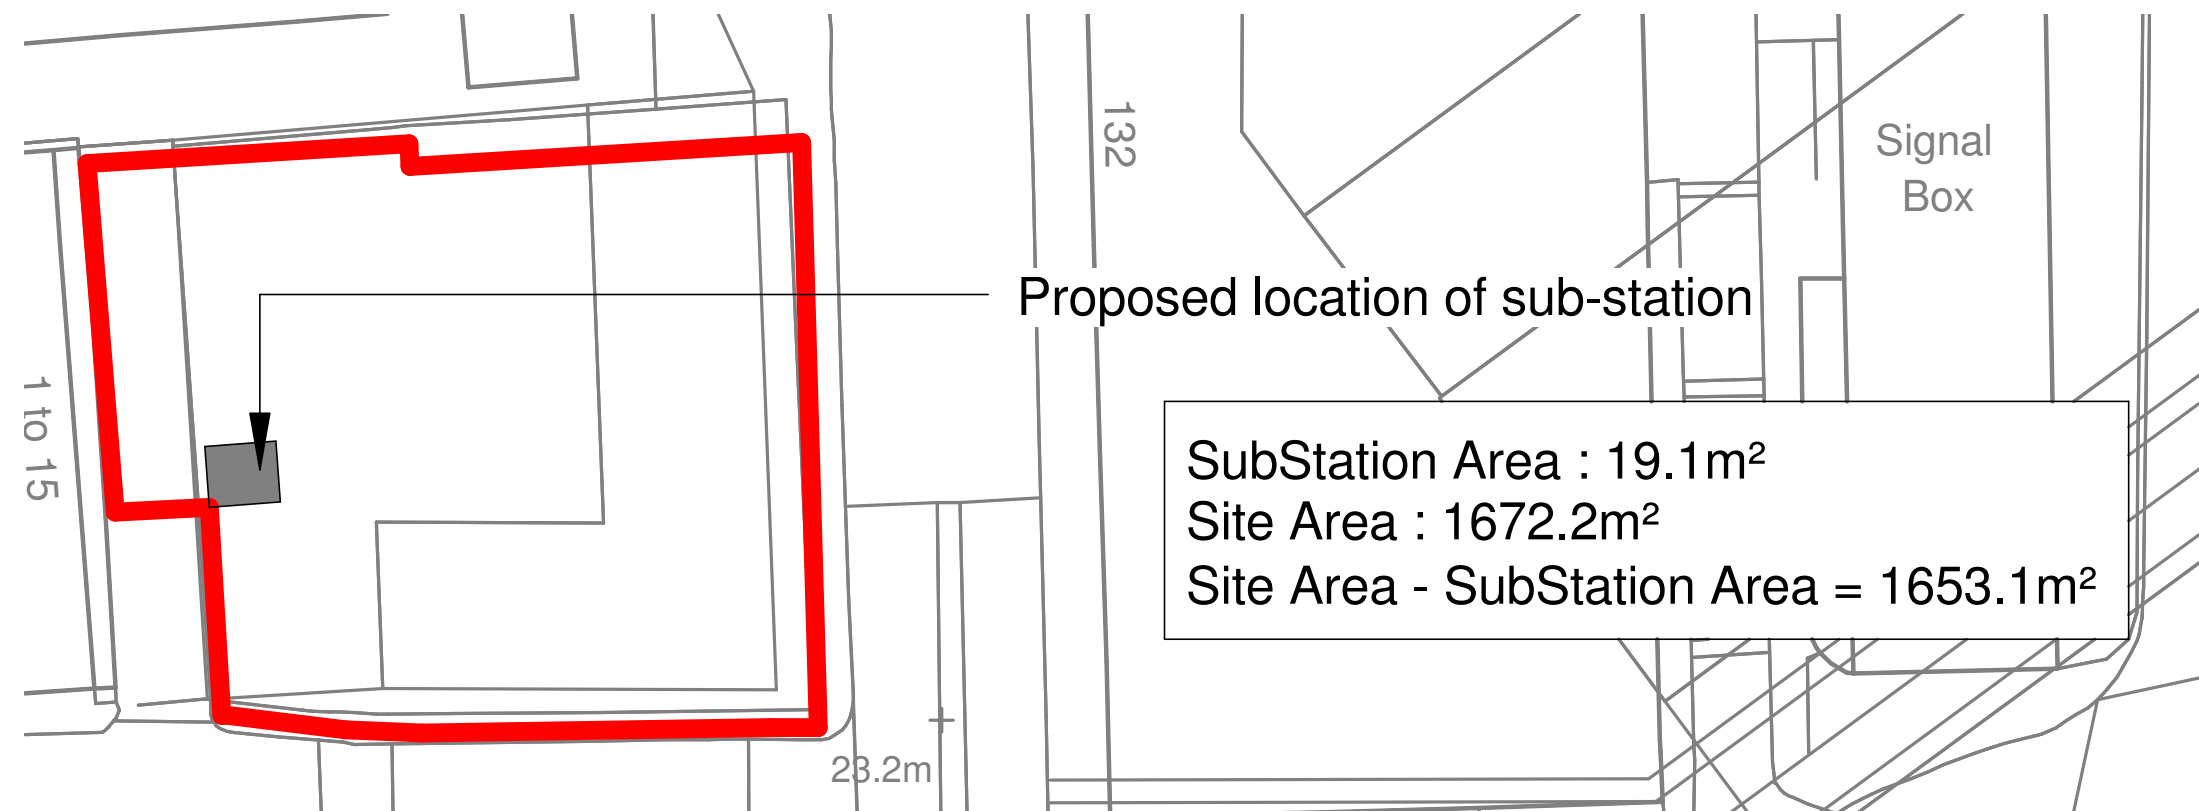 132
Signal
Box
Proposed location of sub-station
1 to 15
SubStation Area : 19.1m²
Site Area : 1672.2m²
Site Area - SubStation Area = 1653.1m²
23.2m